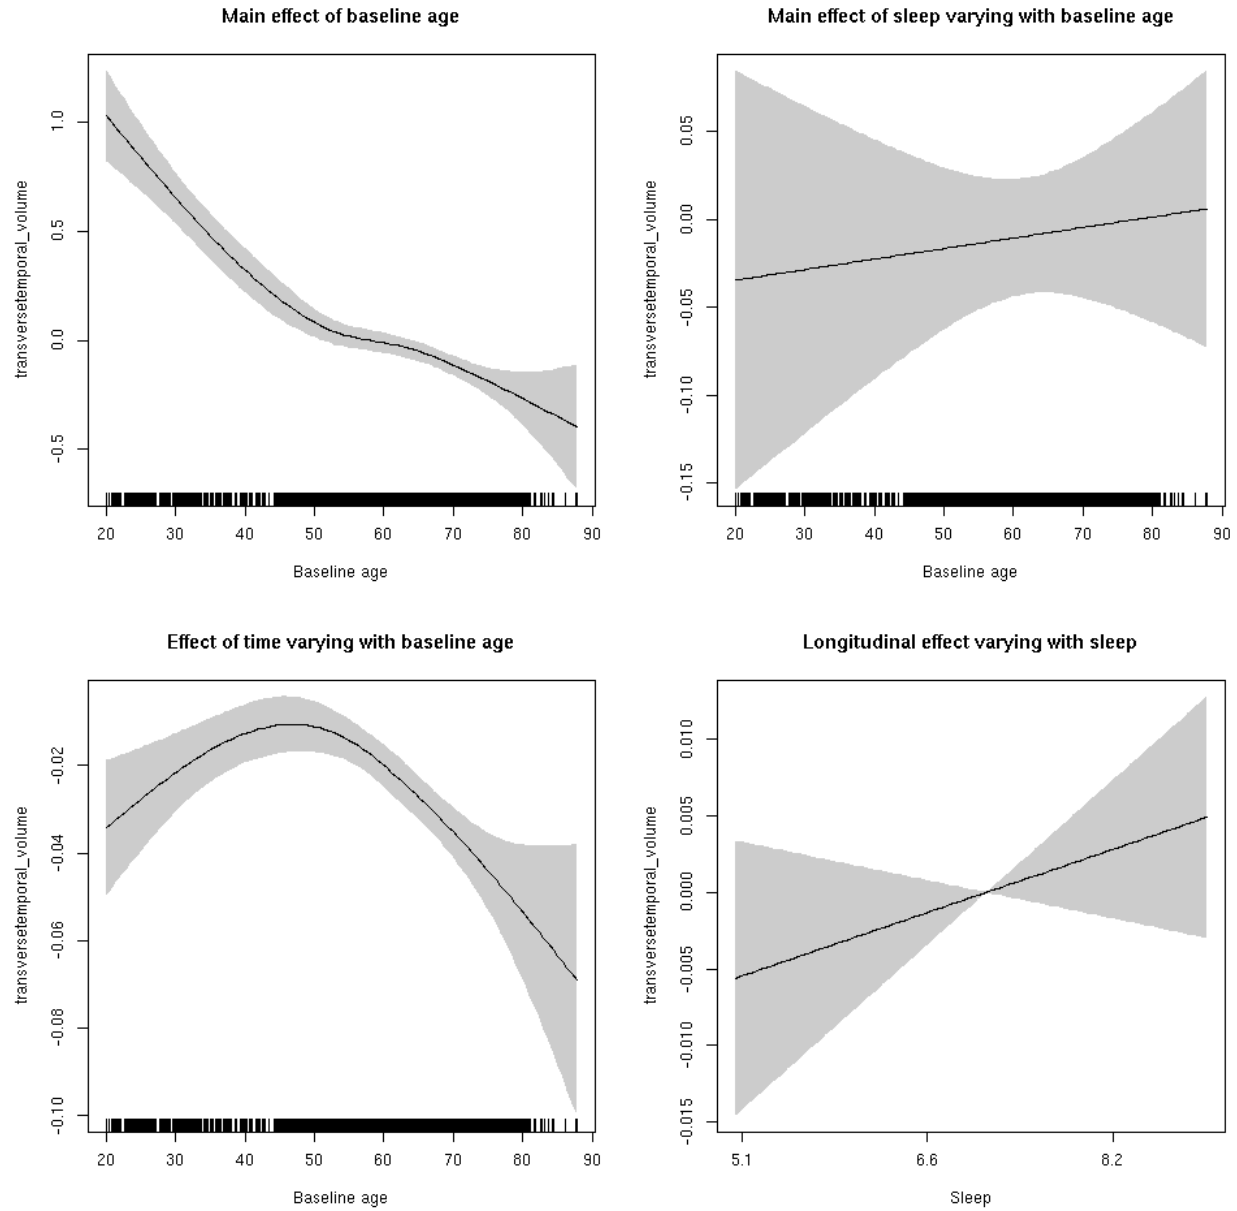 Main effect of baseline age
transversetemporal_volume
1.0
0.5
0.0
-0.5
20 30 40 50 60 70 80 90
Baseline age
Main effect of sleep varying with baseline age
transversetemporal_volume
0.05
0.00
-0.05
-0.10
-0.15
20 30 40 50 60 70 80 90
Baseline age
Effect of time varying with baseline age
transversetemporal_volume
-0.02
-0.04
-0.06
-0.08
-0.10
20 30 40 50 60 70 80 90
Baseline age
Longitudinal effect varying with sleep
transversetemporal_volume
0.010
0.005
0.000
-0.005
-0.010
-0.015
5.1 6.6 8.2
Sleep